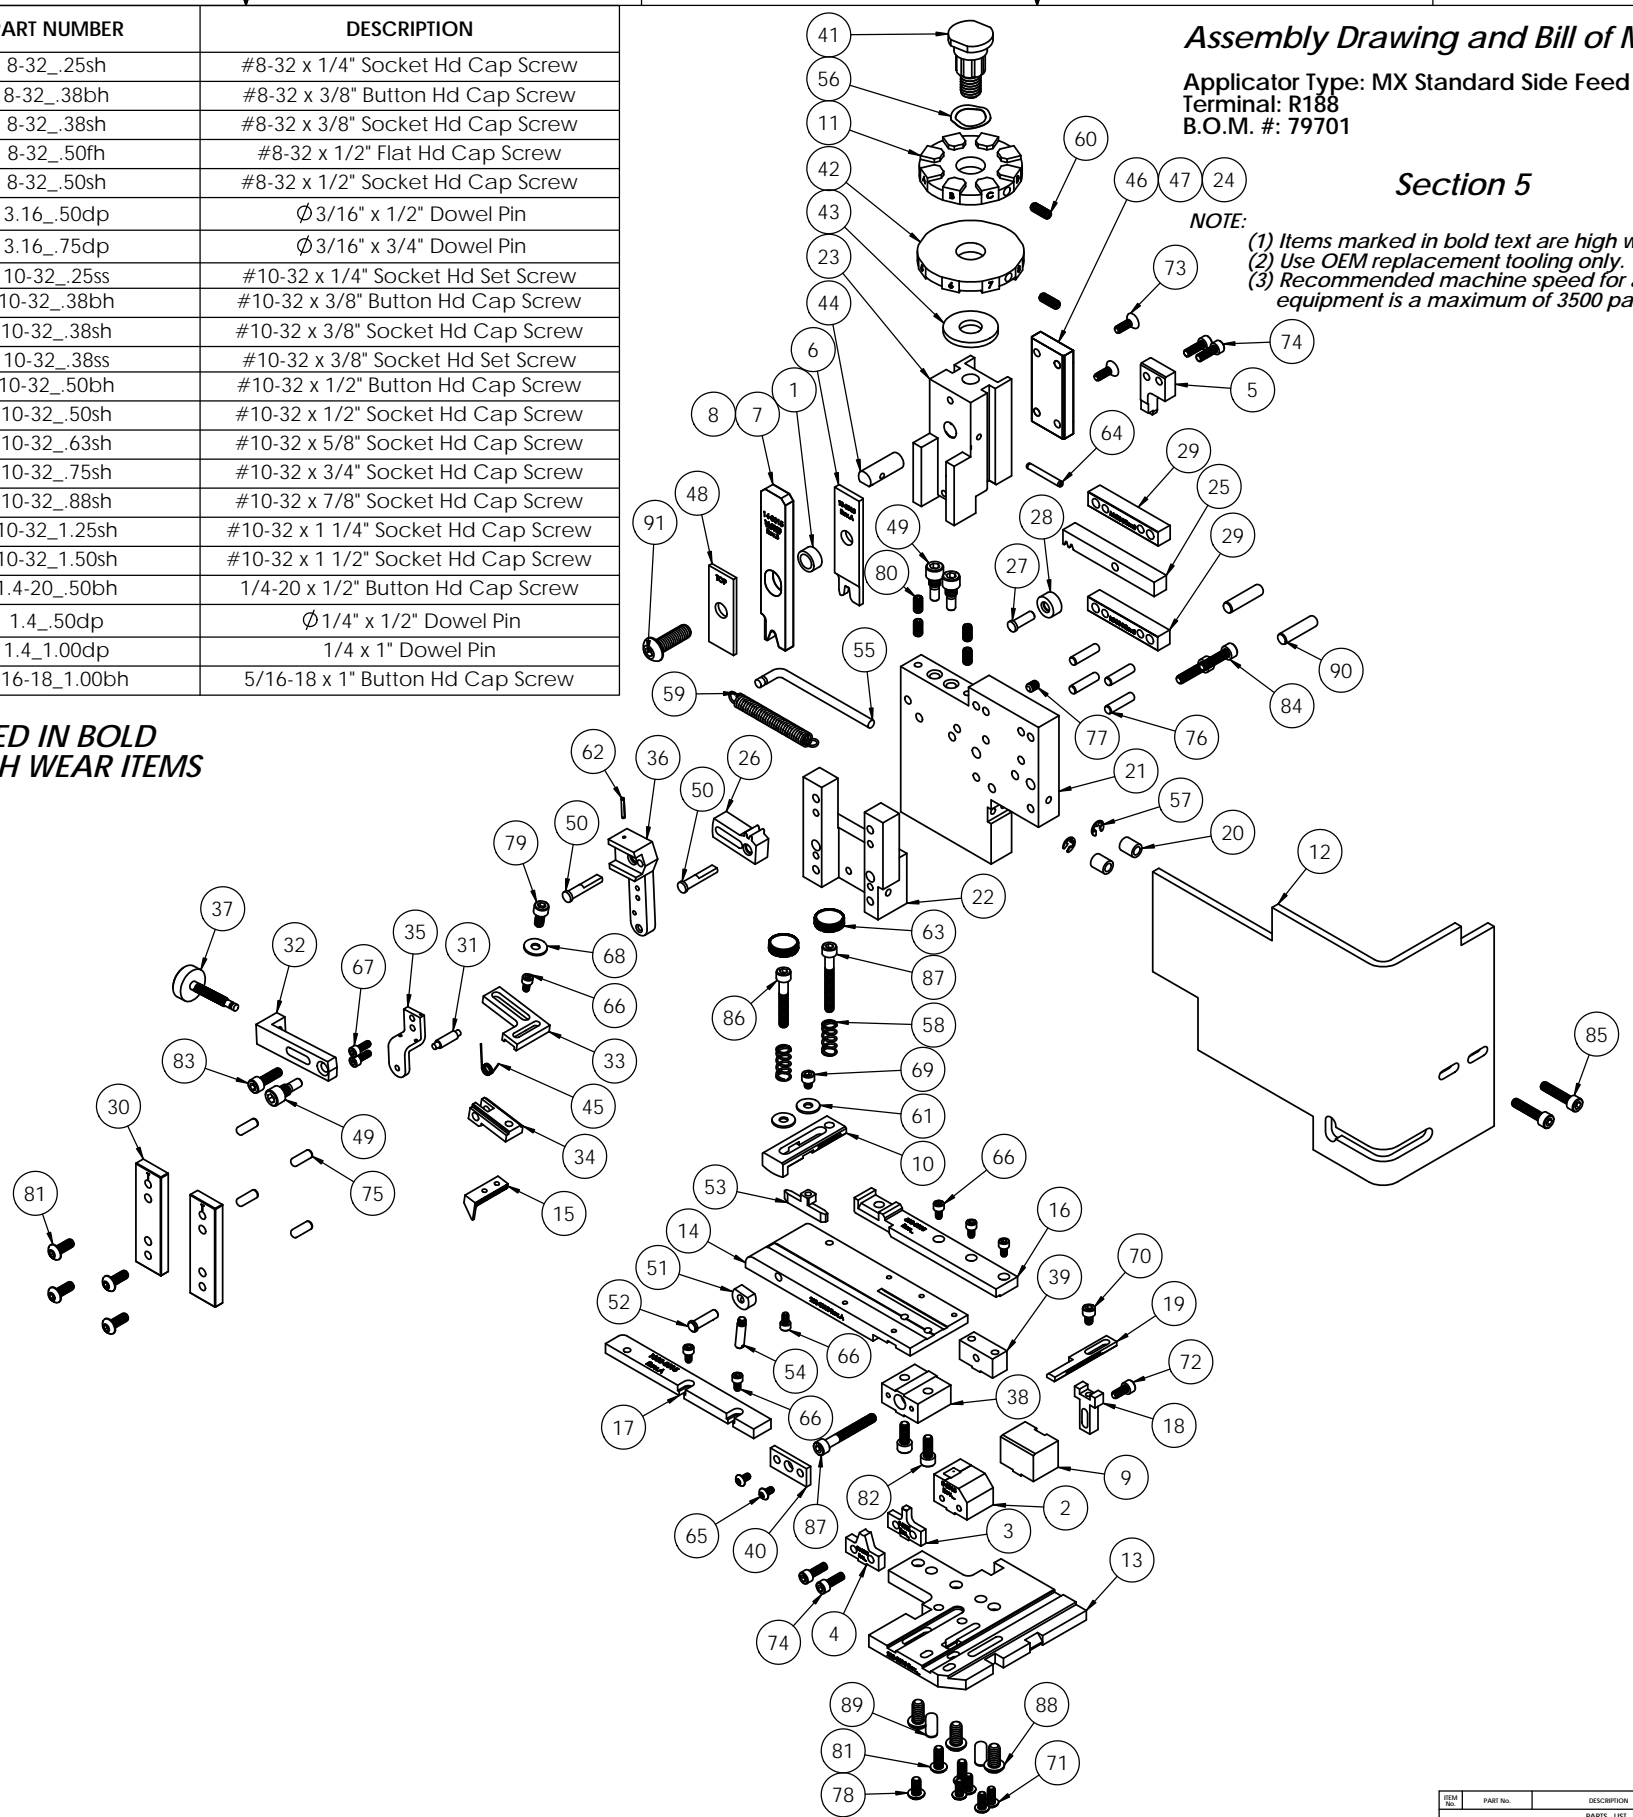 ART NUMBER DESCRIPTION
8-32_.25sh #8-32 x 1/4" Socket Hd Cap Screw
8-32_.38bh #8-32 x 3/8" Button Hd Cap Screw
8-32_.38sh #8-32 x 3/8" Socket Hd Cap Screw
8-32_.50fh #8-32 x 1/2" Flat Hd Cap Screw
8-32_.50sh #8-32 x 1/2" Socket Hd Cap Screw
3.16_.50dp Ø 3/16" x 1/2" Dowel Pin
3.16_.75dp Ø 3/16" x 3/4" Dowel Pin
10-32_.25ss #10-32 x 1/4" Socket Hd Set Screw
10-32_.38bh #10-32 x 3/8" Button Hd Cap Screw
10-32_.38sh #10-32 x 3/8" Socket Hd Cap Screw
10-32_.38ss #10-32 x 3/8" Socket Hd Set Screw
10-32_.50bh #10-32 x 1/2" Button Hd Cap Screw
10-32_.50sh #10-32 x 1/2" Socket Hd Cap Screw
10-32_.63sh #10-32 x 5/8" Socket Hd Cap Screw
10-32_.75sh #10-32 x 3/4" Socket Hd Cap Screw
10-32_.88sh #10-32 x 7/8" Socket Hd Cap Screw
10-32_1.25sh #10-32 x 1 1/4" Socket Hd Cap Screw
10-32_1.50sh #10-32 x 1 1/2" Socket Hd Cap Screw
1.4-20_.50bh 1/4-20 x 1/2" Button Hd Cap Screw
1.4_.50dp Ø 1/4" x 1/2" Dowel Pin
1.4_1.00dp 1/4 x 1" Dowel Pin
16-18_1.00bh 5/16-18 x 1" Button Hd Cap Screw
ED IN BOLD
H WEAR ITEMS
Assembly Drawing and Bill of M
Applicator Type: MX Standard Side Feed
Terminal: R188
B.O.M. #: 79701
Section 5
NOTE:
(1) Items marked in bold text are high w
(2) Use OEM replacement tooling only.
(3) Recommended machine speed for a
equipment is a maximum of 3500 pa
41
56
11
60
42
46 47 24
43
23
73
44
74
6
1
5
8 7
64
29
48
25
91
49
28
29
80
27
55
90
59
84
77 76
62 36 26
21
50
57
79 50
20
12
22
37
63
32 35 31
68
67
87
66
86
58
85
33
83
69
30
45
61
49
34
10
66
81
75
53
15
16
14
70
51
39
19
52
66
54
72
38
17
66
18
9
82
2
65
87
3
40
13
4
74
89
88
81
71
78
TOP
B C
6 7
ITEM No. PART No. DESCRIPTION
PARTS LIST